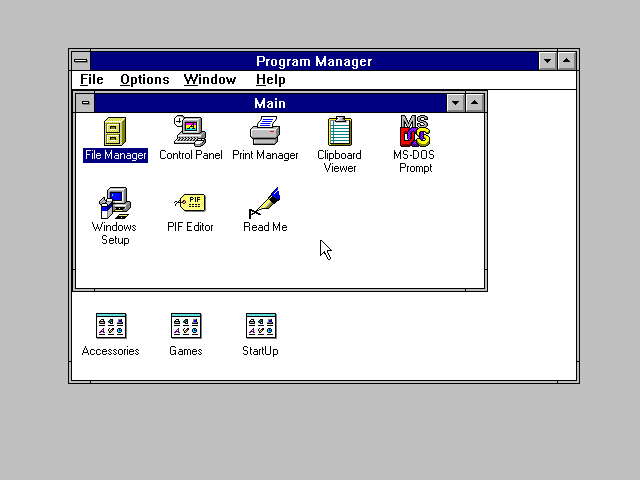 Program Manager
File Options Window Help
Main
File Manager Control Panel Print Manager Clipboard Viewer MS-DOS Prompt
MS
DOS
Windows Setup PIF Editor Read Me
PIF
Accessories Games StartUp